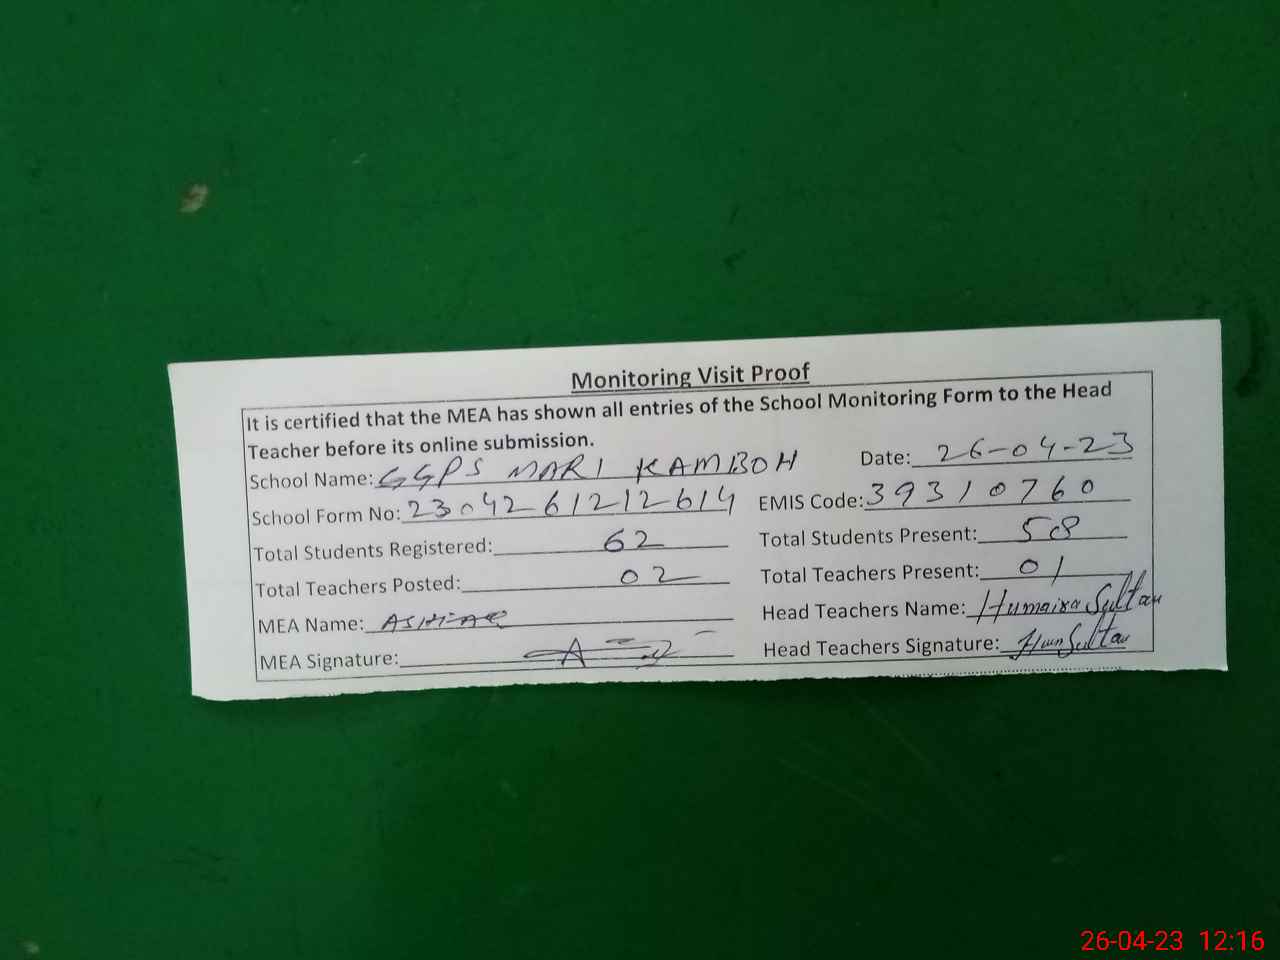 Monitoring Visit Proof
It is certified that the MEA has shown all entries of the School Monitoring Form to the Head
Teacher before its online submission.
School Name: GGPS MARI KAMBOH Date: 26-04-23
School Form No: 2304261212614 EMIS Code: 39310760
Total Students Registered: 62 Total Students Present: 58
Total Teachers Posted: 02 Total Teachers Present: 01
MEA Name: Head Teachers Name: Humaira Sultan
MEA Signature: Head Teachers Signature: Sultan
26-04-23 12:16